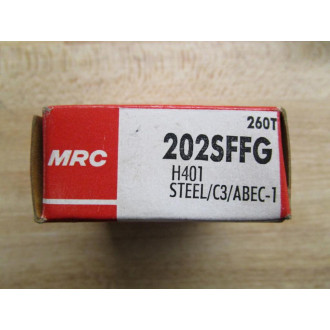 260T
MRC
202SFFG
H401
STEEL/C3/ABEC-1